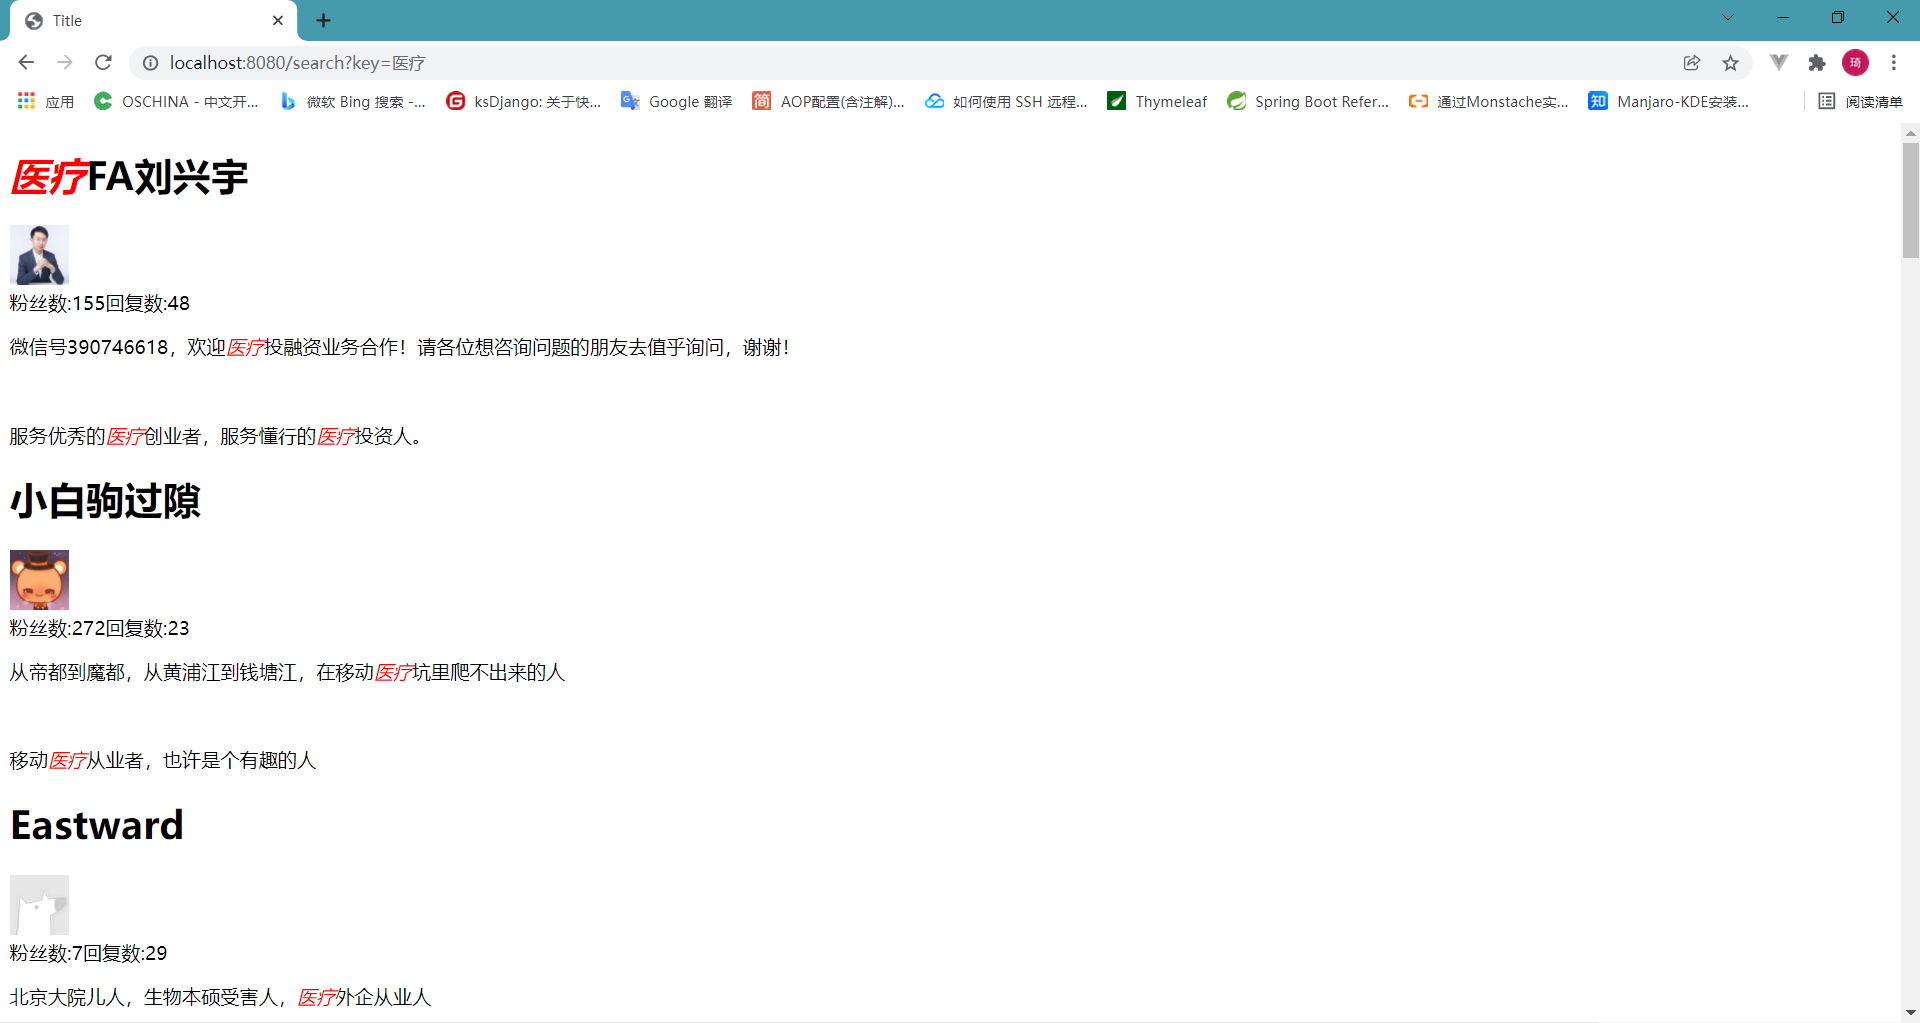 Title
localhost:8080/search?key=医疗
琦
应用 OSCHINA - 中文开... 微软 Bing 搜索 -... ksDjango: 关于快... Google 翻译 简 AOP配置(含注解)... 如何使用 SSH 远程... Thymeleaf Spring Boot Refer... 通过Monstache实... 知 Manjaro-KDE安装... 阅读清单
医疗FA刘兴宇
粉丝数:155回复数:48
微信号390746618，欢迎医疗投融资业务合作！请各位想咨询问题的朋友去值乎询问，谢谢！
服务优秀的医疗创业者，服务懂行的医疗投资人。
小白驹过隙
粉丝数:272回复数:23
从帝都到魔都，从黄浦江到钱塘江，在移动医疗坑里爬不出来的人
移动医疗从业者，也许是个有趣的人
Eastward
粉丝数:7回复数:29
北京大院儿人，生物本硕受害人，医疗外企从业人